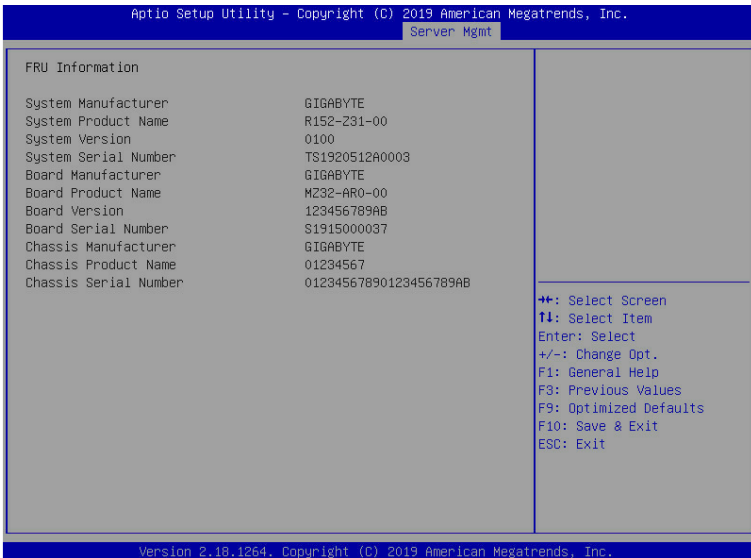 Aptio Setup Utility – Copyright (C) 2019 American Megatrends, Inc.
Server Mgmt
FRU Information
System Manufacturer GIGABYTE
System Product Name R152-Z31-00
System Version 0100
System Serial Number TS1920512A0003
Board Manufacturer GIGABYTE
Board Product Name MZ32-AR0-00
Board Version 123456789AB
Board Serial Number S1915000037
Chassis Manufacturer GIGABYTE
Chassis Product Name 01234567
Chassis Serial Number 01234567890123456789AB
→←: Select Screen
↑↓: Select Item
Enter: Select
+/-: Change Opt.
F1: General Help
F3: Previous Values
F9: Optimized Defaults
F10: Save & Exit
ESC: Exit
Version 2.18.1264. Copyright (C) 2019 American Megatrends, Inc.